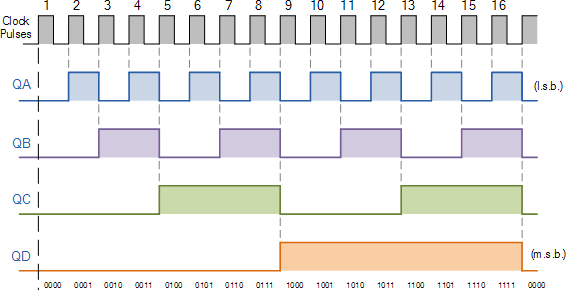 1 2 3 4 5 6 7 8 9 10 11 12 13 14 15 16
Clock
Pulses
QA (l.s.b.)
QB
QC
QD (m.s.b.)
0000 0001 0010 0011 0100 0101 0110 0111 1000 1001 1010 1011 1100 1101 1110 1111 0000